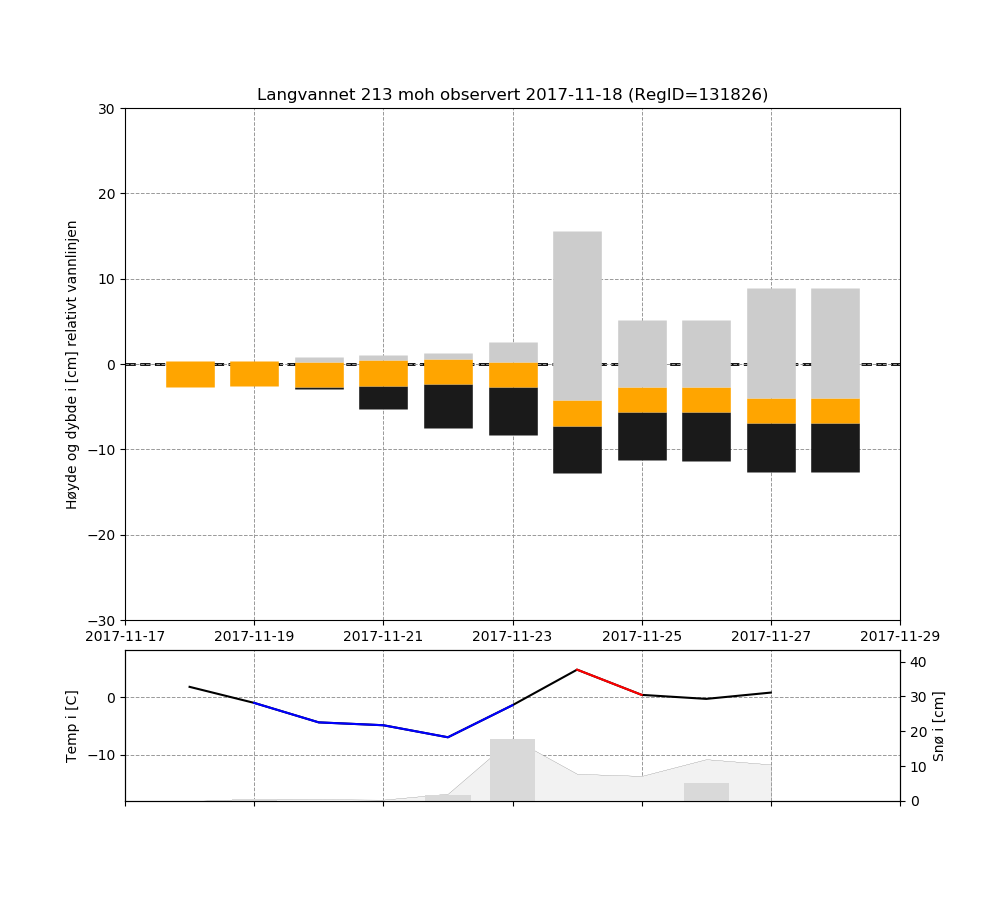 Langvannet 213 moh observert 2017-11-18 (RegID=131826)
Høyde og dybde i [cm] relativt vannlinjen
30
20
10
0
−10
−20
−30
2017-11-17 2017-11-19 2017-11-21 2017-11-23 2017-11-25 2017-11-27 2017-11-29
Temp i [C]
0
−10
40
30
20
10
0
Snø i [cm]